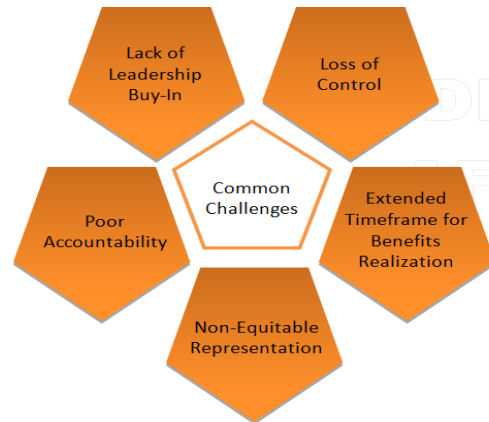 Lack of
Leadership
Buy-In
Loss of
Control
Common
Challenges
Poor
Accountability
Extended
Timeframe for
Benefits
Realization
Non-Equitable
Representation